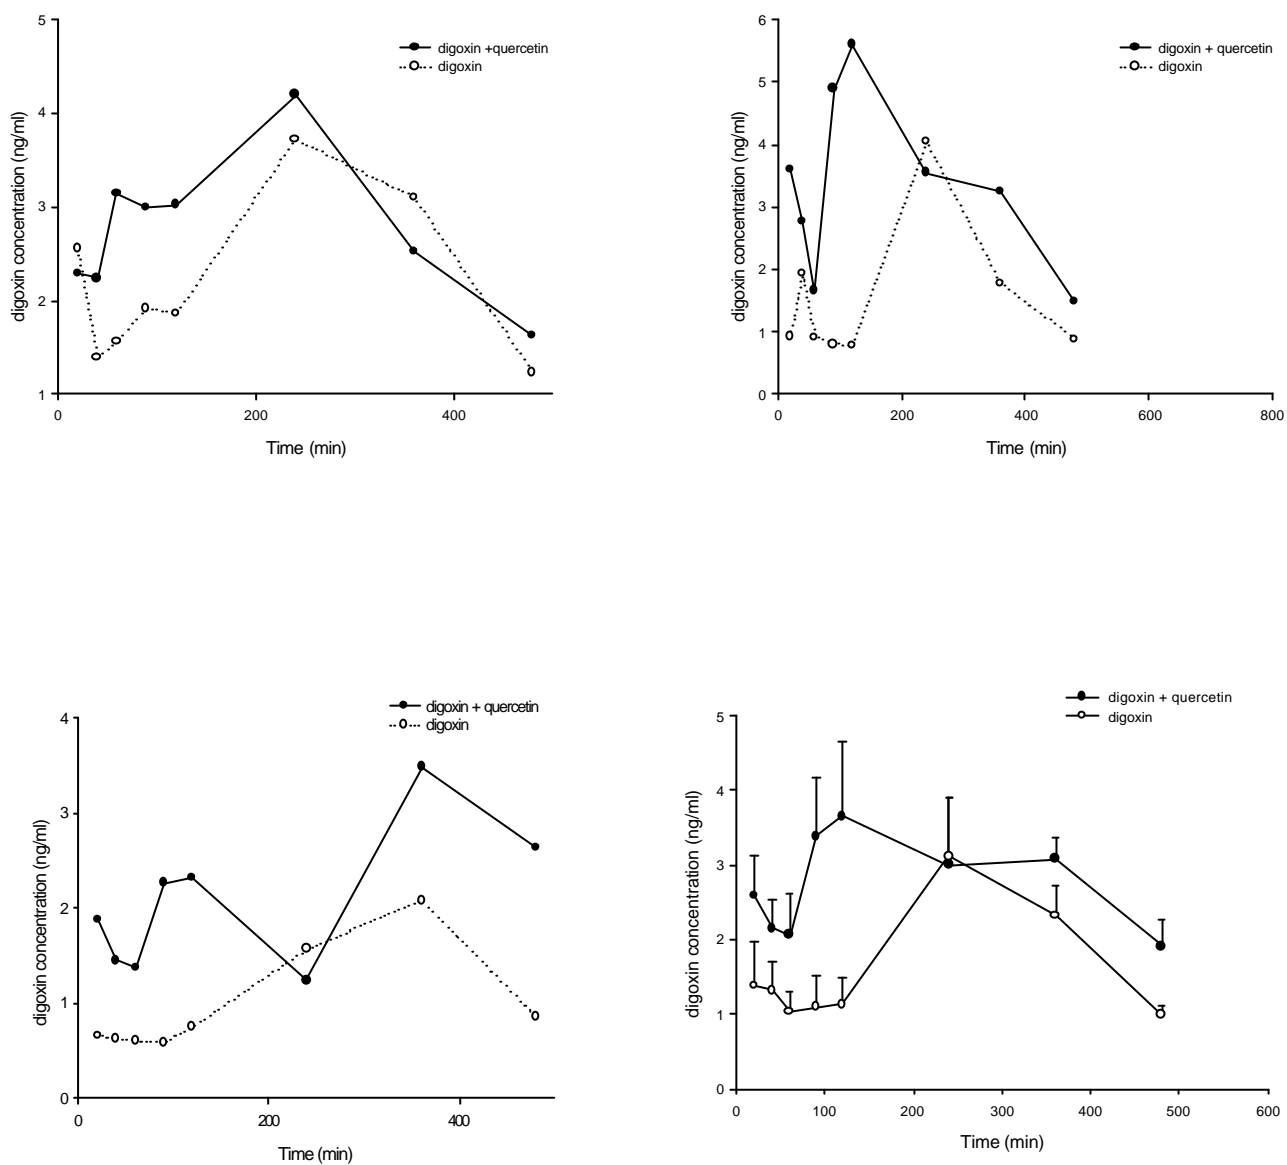 5
4
3
2
1
digoxin concentration (ng/ml)
digoxin +quercetin
digoxin
0
200
400
Time (min)
6
5
4
3
2
1
0
digoxin concentration (ng/ml)
digoxin + quercetin
digoxin
0
200
400
600
800
Time (min)
4
3
2
1
0
digoxin concentration (ng/ml)
digoxin + quercetin
digoxin
0
200
400
Time (min)
5
4
3
2
1
0
digoxin concentration (ng/ml)
digoxin + quercetin
digoxin
0
100
200
300
400
500
600
Time (min)